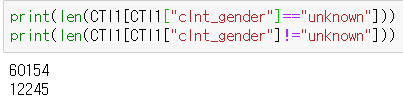 print(len(CTI1[CTI1["clnt_gender"]=="unknown"]))
print(len(CTI1[CTI1["clnt_gender"]!="unknown"]))
60154
12245